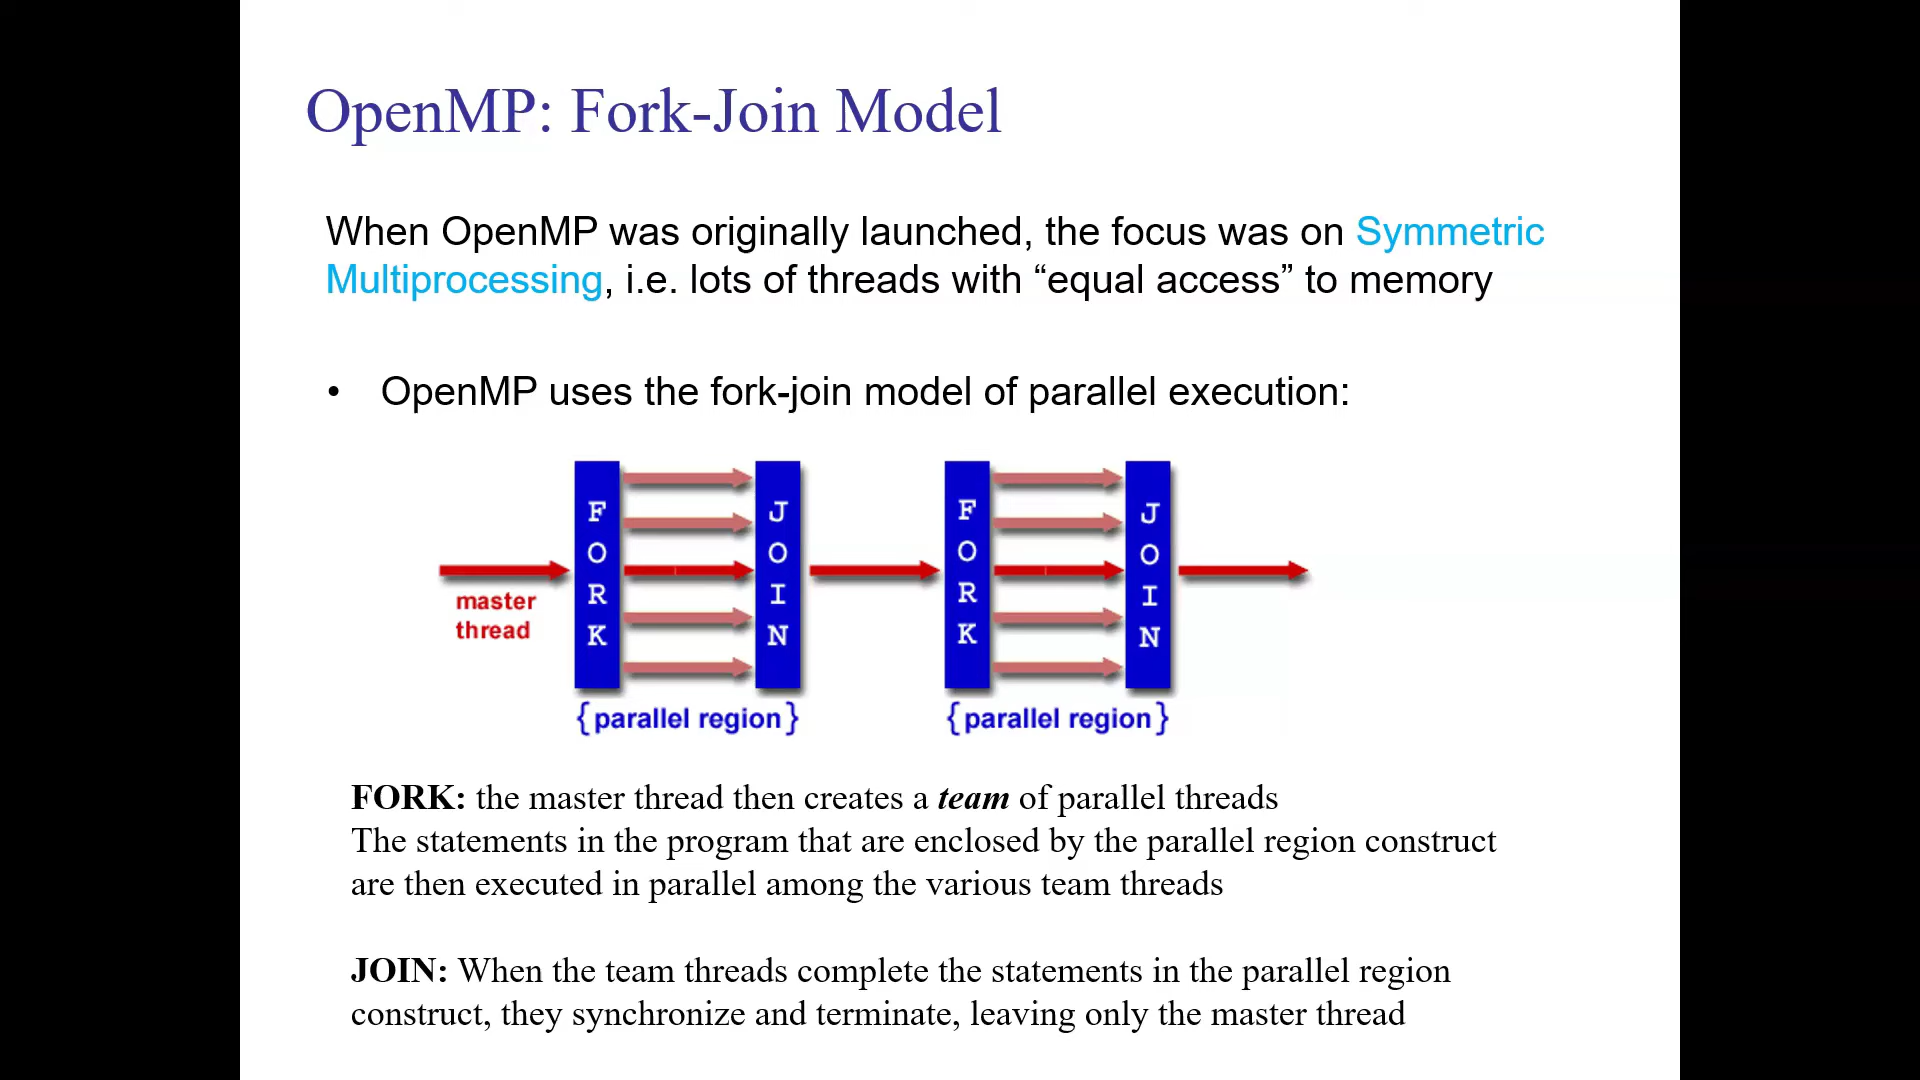 OpenMP: Fork-Join Model
When OpenMP was originally launched, the focus was on Symmetric
Multiprocessing, i.e. lots of threads with “equal access” to memory
• OpenMP uses the fork-join model of parallel execution:
master
thread
FORK
JOIN
{parallel region}
FORK
JOIN
{parallel region}
FORK: the master thread then creates a team of parallel threads
The statements in the program that are enclosed by the parallel region construct
are then executed in parallel among the various team threads
JOIN: When the team threads complete the statements in the parallel region
construct, they synchronize and terminate, leaving only the master thread